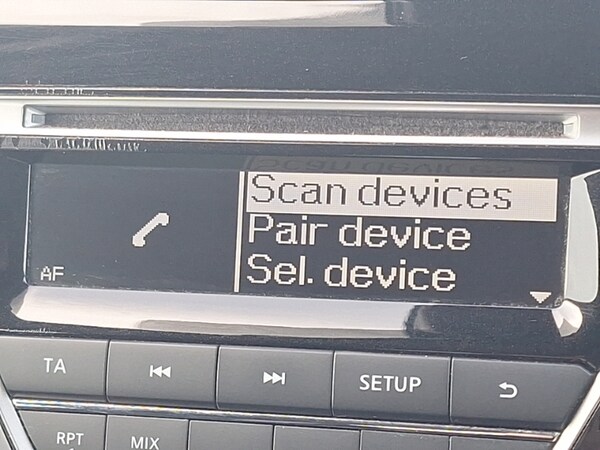 Scan devices
Pair device
Sel. device
AF
TA
SETUP
RPT
MIX